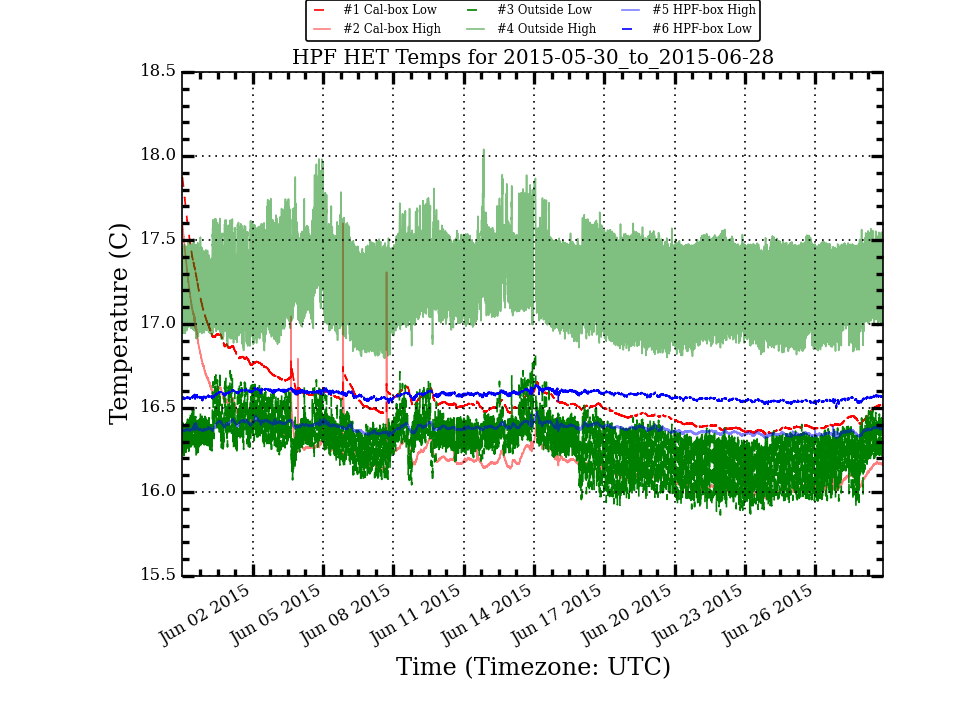 #1 Cal-box Low #3 Outside Low #5 HPF-box High
#2 Cal-box High #4 Outside High #6 HPF-box Low
HPF HET Temps for 2015-05-30_to_2015-06-28
18.5
18.0
17.5
17.0
16.5
16.0
15.5
Temperature (C)
Jun 02 2015 Jun 05 2015 Jun 08 2015 Jun 11 2015 Jun 14 2015 Jun 17 2015 Jun 20 2015 Jun 23 2015 Jun 26 2015
Time (Timezone: UTC)